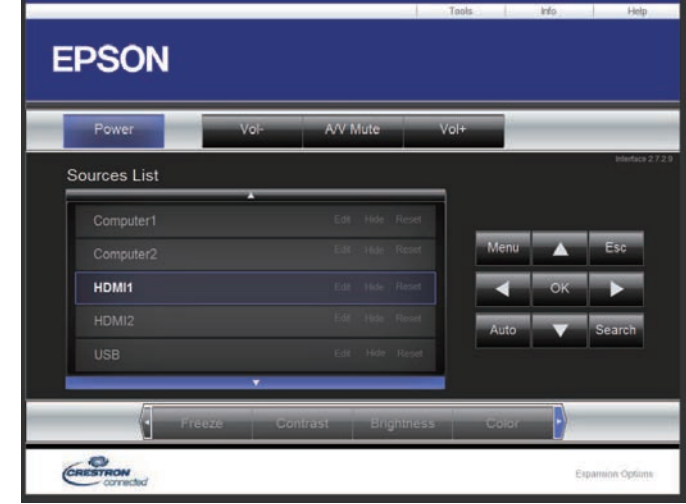 Tools Info Help
EPSON
Power Vol- A/V Mute Vol+
Interface 2.7.2.9
Sources List
Computer1 Edit Hide Reset
Computer2 Edit Hide Reset
HDMI1 Edit Hide Reset
HDMI2 Edit Hide Reset
USB Edit Hide Reset
Menu Esc
OK
Auto Search
Freeze Contrast Brightness Color
CRESTRON
connected
Expansion Options